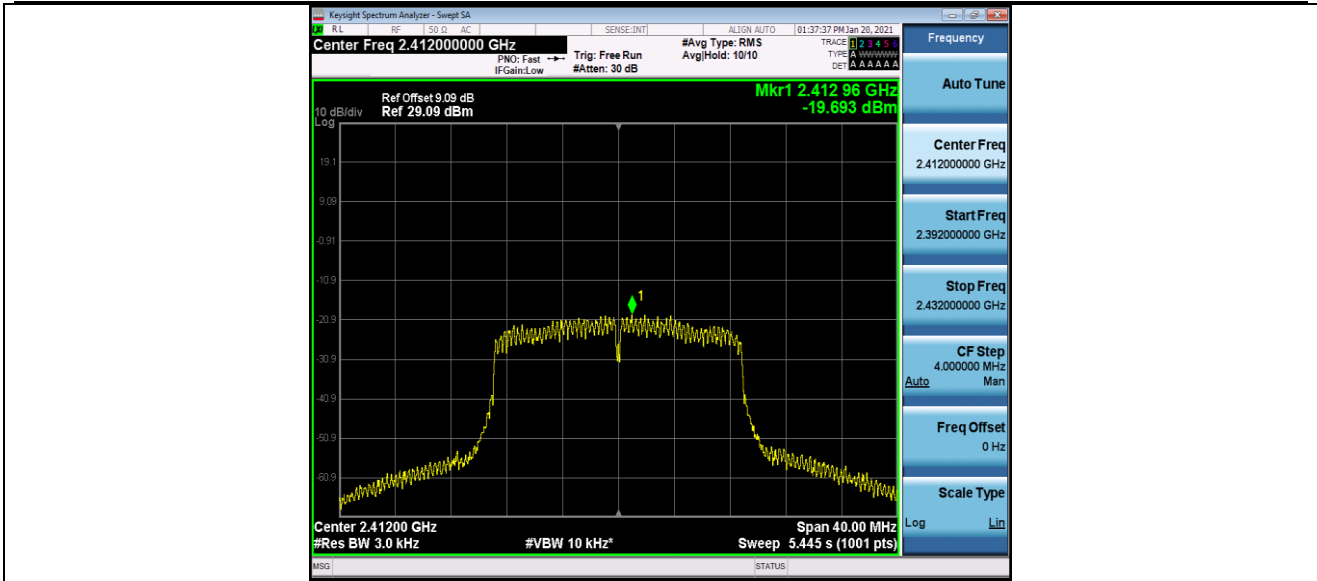 Keysight Spectrum Analyzer - Swept SA
RL RF 50 Ω AC SENSE:INT ALIGN AUTO 01:37:37 PM Jan 20, 2021
Center Freq 2.412000000 GHz
PNO: Fast
IFGain:Low
Trig: Free Run
#Atten: 30 dB
#Avg Type: RMS
Avg|Hold: 10/10
TRACE 1 2 3 4 5 6
TYPE A WWWWW
DET A A A A A A
Mkr1 2.412 96 GHz
-19.693 dBm
Ref Offset 9.09 dB
10 dB/div Ref 29.09 dBm
Log
19.1
9.09
-0.91
-10.9
-20.9
-30.9
-40.9
-50.9
-60.9
1
Center 2.41200 GHz Span 40.00 MHz
#Res BW 3.0 kHz #VBW 10 kHz* Sweep 5.445 s (1001 pts)
MSG STATUS
Frequency
Auto Tune
Center Freq
2.412000000 GHz
Start Freq
2.392000000 GHz
Stop Freq
2.432000000 GHz
CF Step
4.000000 MHz
Auto Man
Freq Offset
0 Hz
Scale Type
Log Lin